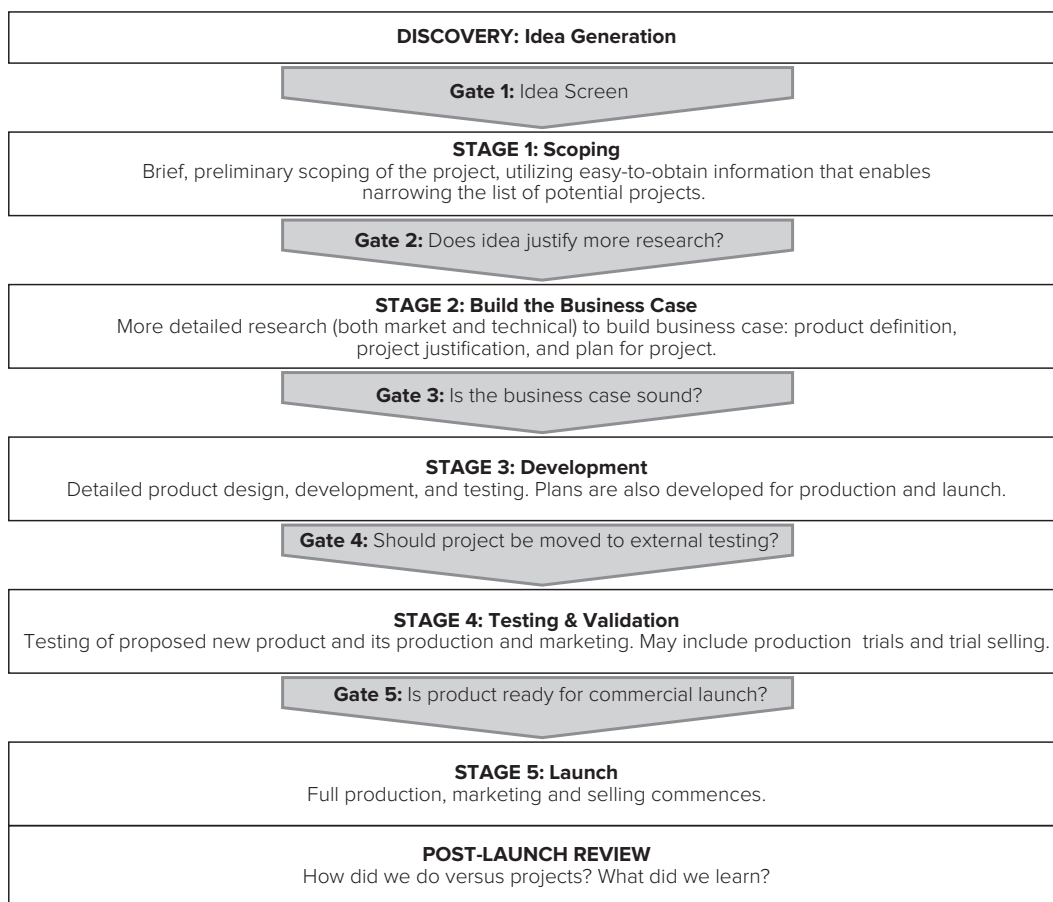 DISCOVERY: Idea Generation
Gate 1: Idea Screen
STAGE 1: Scoping
Brief, preliminary scoping of the project, utilizing easy-to-obtain information that enables
narrowing the list of potential projects.
Gate 2: Does idea justify more research?
STAGE 2: Build the Business Case
More detailed research (both market and technical) to build business case: product definition,
project justification, and plan for project.
Gate 3: Is the business case sound?
STAGE 3: Development
Detailed product design, development, and testing. Plans are also developed for production and launch.
Gate 4: Should project be moved to external testing?
STAGE 4: Testing & Validation
Testing of proposed new product and its production and marketing. May include production trials and trial selling.
Gate 5: Is product ready for commercial launch?
STAGE 5: Launch
Full production, marketing and selling commences.
POST-LAUNCH REVIEW
How did we do versus projects? What did we learn?